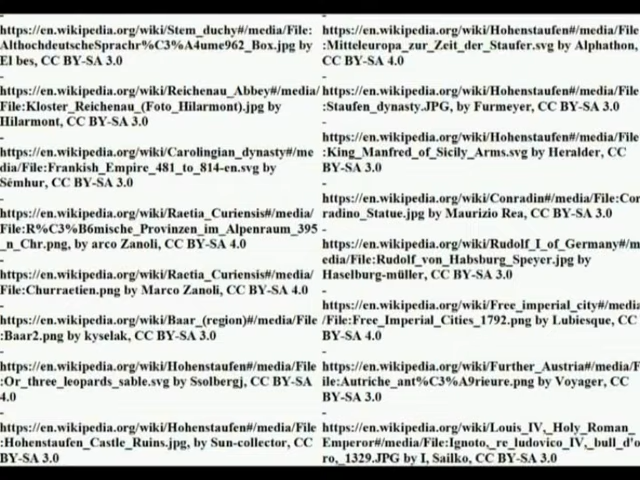 https://en.wikipedia.org/wiki/Stem_duchy#/media/File:
AlthochdeutscheSprachr%C3%A4ume962_Box.jpg by
El bes, CC BY-SA 3.0
-
https://en.wikipedia.org/wiki/Reichenau_Abbey#/media/
File:Kloster_Reichenau_(Foto_Hilarmont).jpg by
Hilarmont, CC BY-SA 3.0
-
https://en.wikipedia.org/wiki/Carolingian_dynasty#/me
dia/File:Frankish_Empire_481_to_814-en.svg by
Sémhur, CC BY-SA 3.0
-
https://en.wikipedia.org/wiki/Raetia_Curiensis#/media/
File:R%C3%B6mische_Provinzen_im_Alpenraum_395
_n_Chr.png, by arco Zanoli, CC BY-SA 4.0
-
https://en.wikipedia.org/wiki/Raetia_Curiensis#/media/
File:Churraetien.png by Marco Zanoli, CC BY-SA 4.0
-
https://en.wikipedia.org/wiki/Baar_(region)#/media/File
:Baar2.png by kyselak, CC BY-SA 3.0
-
https://en.wikipedia.org/wiki/Hohenstaufen#/media/File
:Or_three_leopards_sable.svg by Ssolbergj, CC BY-SA
4.0
-
https://en.wikipedia.org/wiki/Hohenstaufen#/media/File
:Hohenstaufen_Castle_Ruins.jpg, by Sun-collector, CC
BY-SA 3.0
-
https://en.wikipedia.org/wiki/Hohenstaufen#/media/File
:Mitteleuropa_zur_Zeit_der_Staufer.svg by Alphathon,
CC BY-SA 4.0
-
https://en.wikipedia.org/wiki/Hohenstaufen#/media/File
:Staufen_dynasty.JPG, by Furmeyer, CC BY-SA 3.0
-
https://en.wikipedia.org/wiki/Hohenstaufen#/media/File
:King_Manfred_of_Sicily_Arms.svg by Heralder, CC
BY-SA 3.0
-
https://en.wikipedia.org/wiki/Conradin#/media/File:Cor
radino_Statue.jpg by Maurizio Rea, CC BY-SA 3.0
-
https://en.wikipedia.org/wiki/Rudolf_I_of_Germany#/m
edia/File:Rudolf_von_Habsburg_Speyer.jpg by
Haselburg-müller, CC BY-SA 3.0
-
https://en.wikipedia.org/wiki/Free_imperial_city#/media
/File:Free_Imperial_Cities_1792.png by Lubiesque, CC
BY-SA 4.0
-
https://en.wikipedia.org/wiki/Further_Austria#/media/F
ile:Autriche_ant%C3%A9rieure.png by Voyager, CC
BY-SA 3.0
-
https://en.wikipedia.org/wiki/Louis_IV,_Holy_Roman_
Emperor#/media/File:Ignoto,_re_ludovico_IV,_bull_d'o
ro,_1329.JPG by I, Sailko, CC BY-SA 3.0